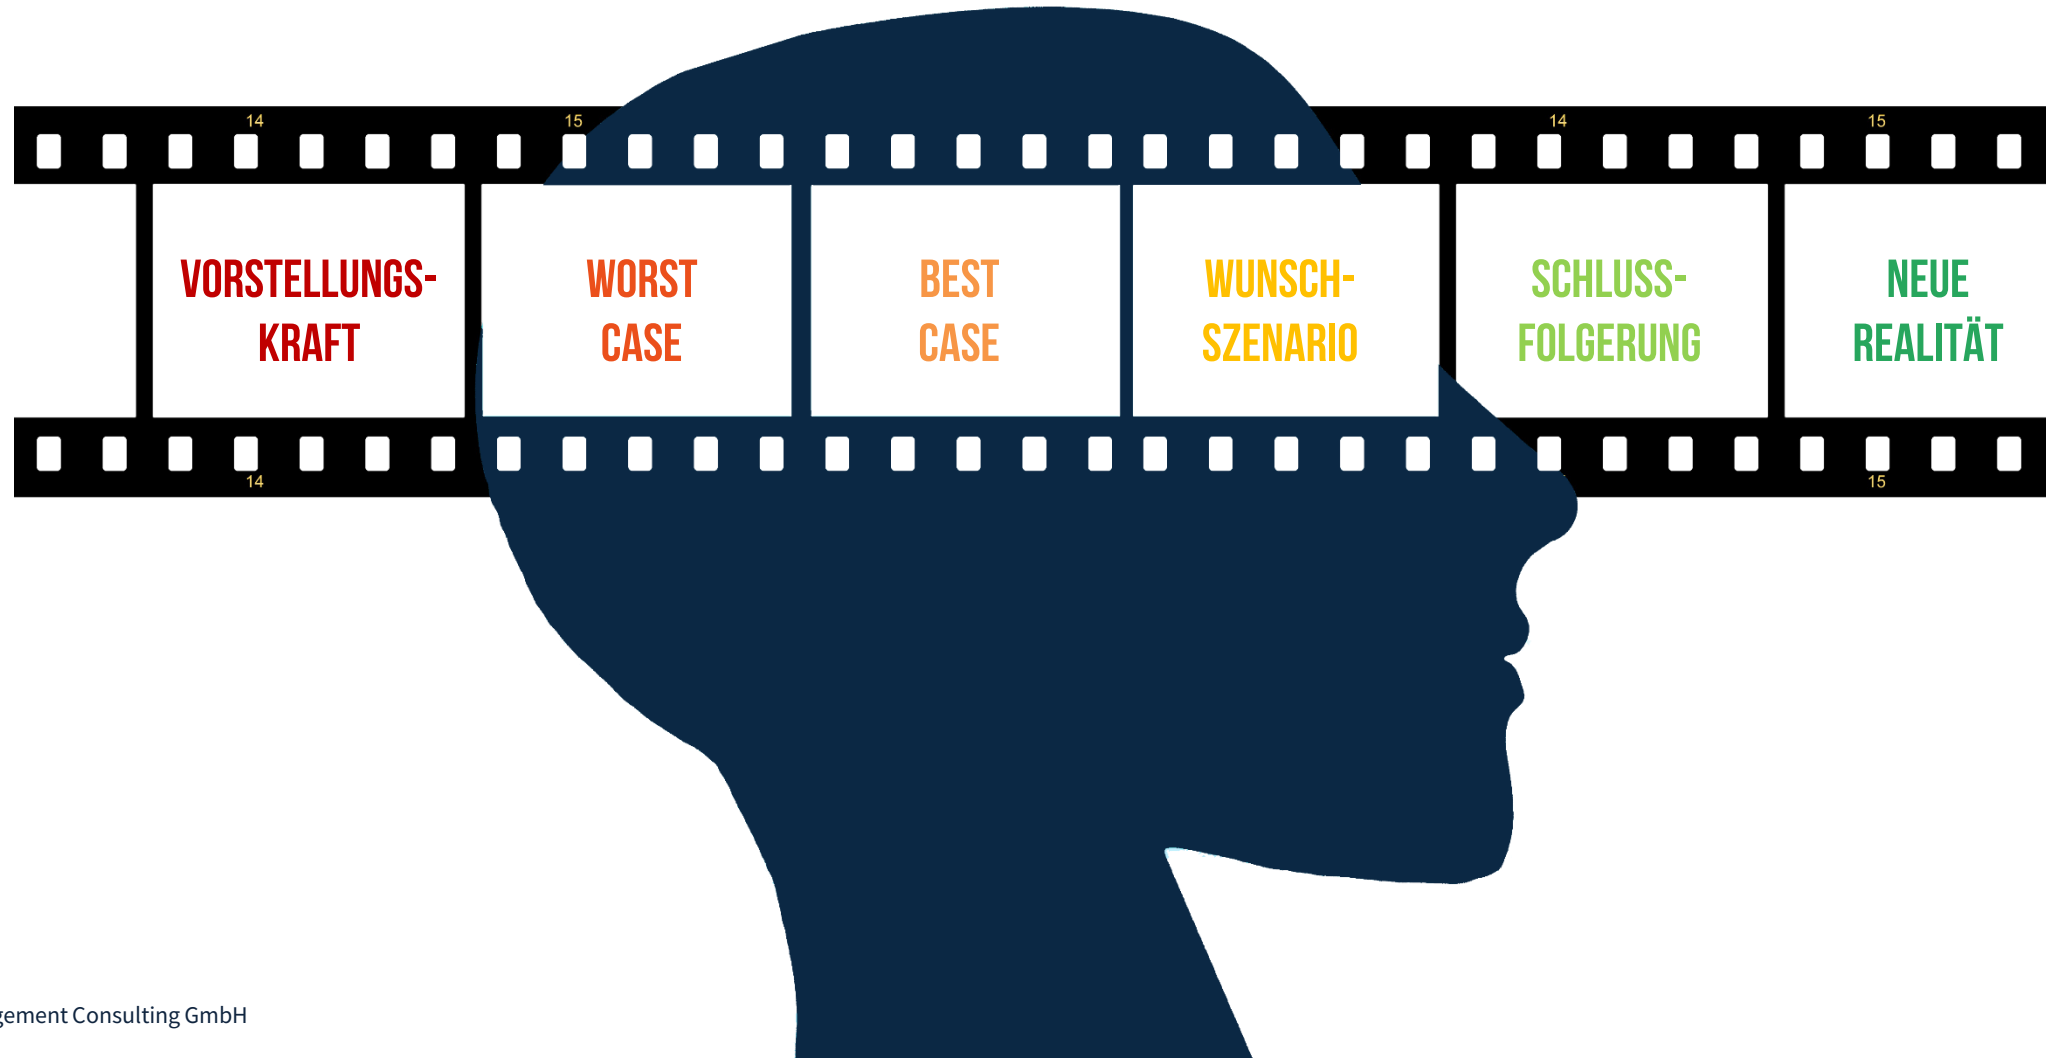 14 15 14 15
VORSTELLUNGS-
KRAFT
WORST
CASE
BEST
CASE
WUNSCH-
SZENARIO
SCHLUSS-
FOLGERUNG
NEUE
REALITÄT
14 15
gement Consulting GmbH